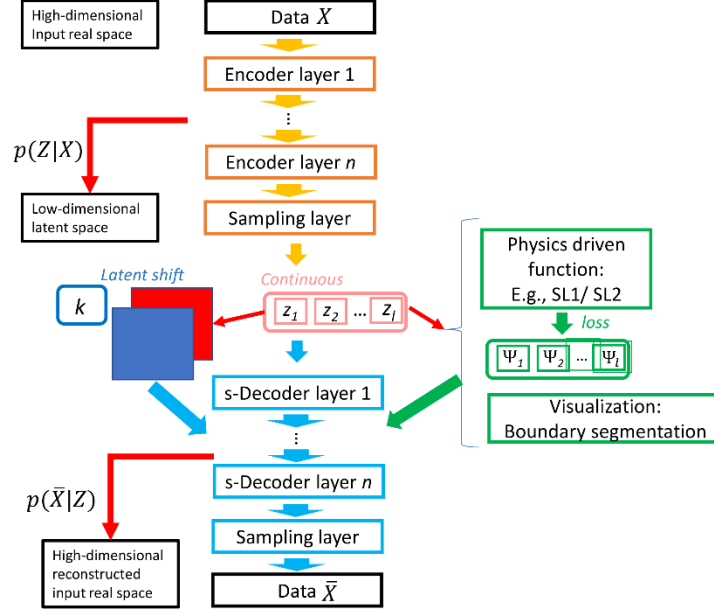 High-dimensional
Input real space
Data X
Encoder layer 1
...
p(Z|X)
Encoder layer n
Low-dimensional
latent space
Sampling layer
Latent shift
k
Continuous
z₁ z₂ ... zₗ
Physics driven
function:
E.g., SL1/ SL2
loss
Ψ₁ Ψ₂ ... Ψₗ
Visualization:
Boundary segmentation
s-Decoder layer 1
...
p(X̄|Z)
s-Decoder layer n
Sampling layer
High-dimensional
reconstructed
input real space
Data X̄